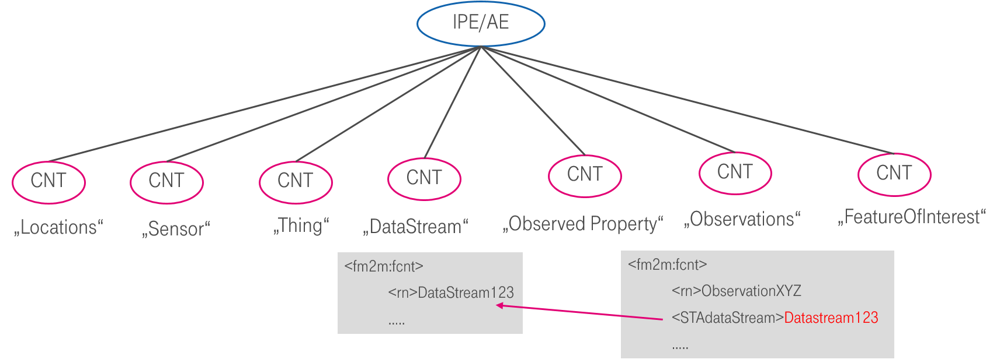 IPE/AE
CNT CNT CNT CNT CNT CNT CNT
„Locations“ „Sensor“ „Thing“ „DataStream“ „Observed Property“ „Observations“ „FeatureOfInterest“
<fm2m:fcnt>
<rn>DataStream123
.....
<fm2m:fcnt>
<rn>ObservationXYZ
<STAdataStream>Datastream123
.....